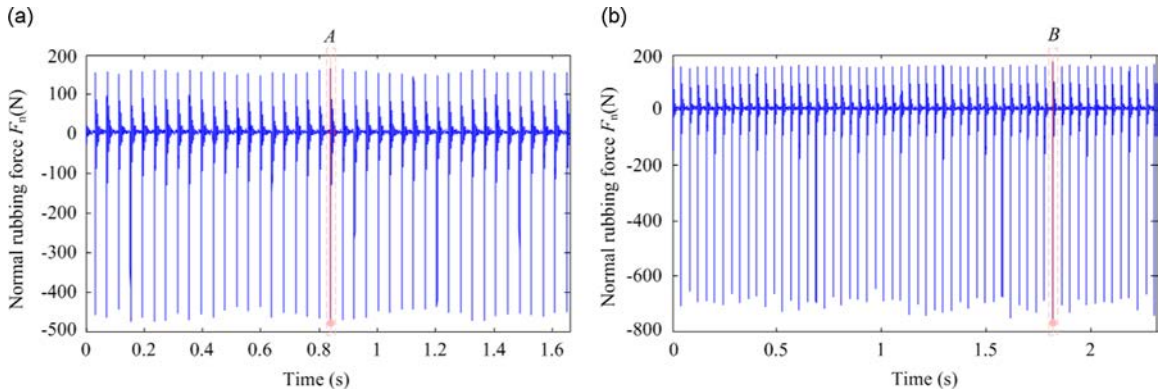 (a)
A
Normal rubbing force Fn(N)
200
100
0
-100
-200
-300
-400
-500
0 0.2 0.4 0.6 0.8 1 1.2 1.4 1.6
Time (s)
(b)
B
Normal rubbing force Fn(N)
200
0
-200
-400
-600
-800
0 0.5 1 1.5 2
Time (s)